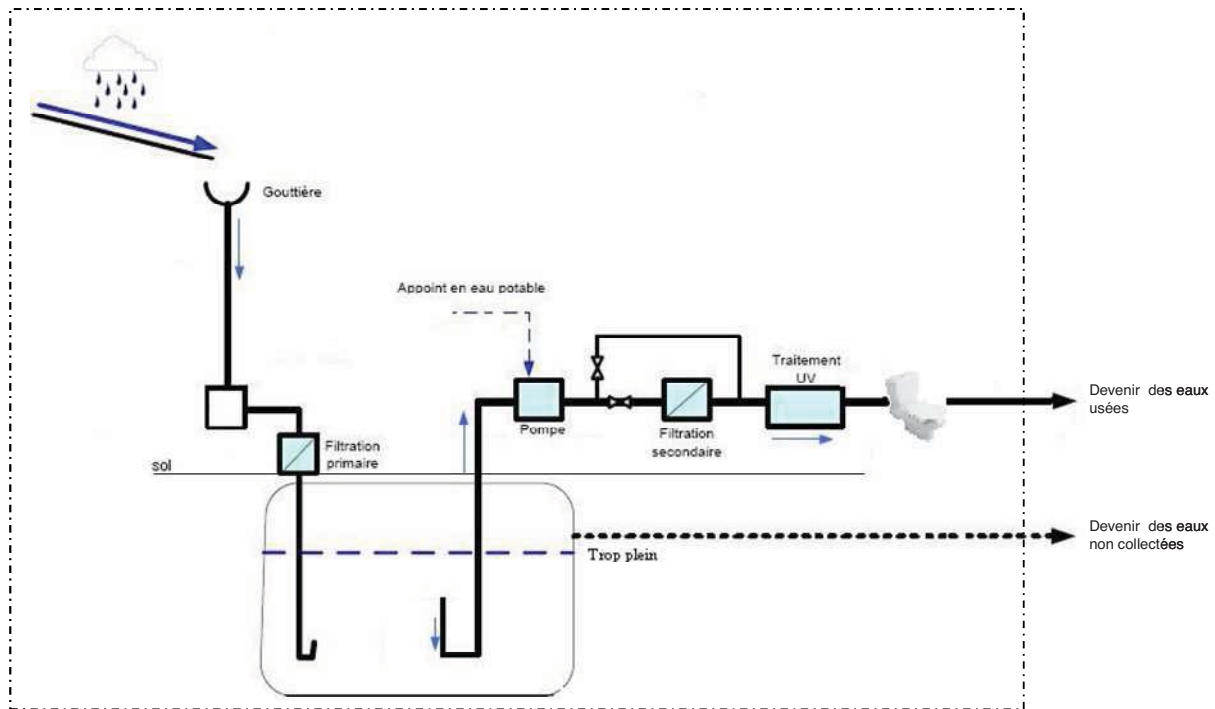 Gouttière
Appoint en eau potable
Traitement
UV
Devenir des eaux
usées
Pompe
Filtration
secondaire
Filtration
primaire
sol
Devenir des eaux
non collectées
Trop plein